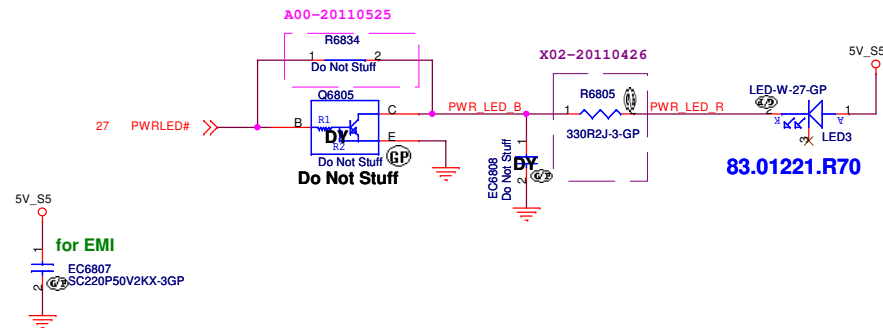 A00-20110525
R6834
1 2
Do Not Stuff
X02-20110426
5V_S5
Q6805
C
PWR_LED_B
1
R6805
PWR_LED_R
LED-W-27-GP
27 PWRLED#
B
R1
DY
R2
E
GP
Do Not Stuff
Do Not Stuff
330R2J-3-GP
K
A
1
3
LED3
83.01221.R70
EC6808
Do Not Stuff
1
DY
2
G/P
5V_S5
for EMI
1
2
EC6807
G/P
SC220P50V2KX-3GP